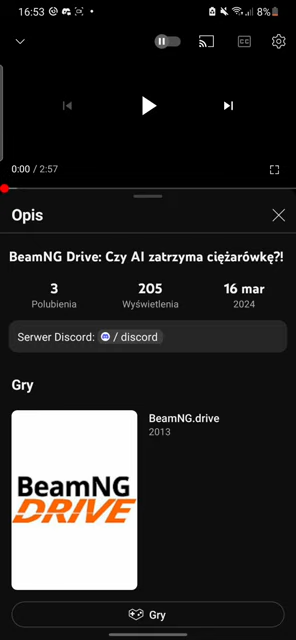 16:53
8%
CC
0:00 / 2:57
Opis
BeamNG Drive: Czy AI zatrzyma ciężarówkę?!
3 205 16 mar
Polubienia Wyświetlenia 2024
Serwer Discord: / discord
Gry
BeamNG.drive
2013
BeamNG
DRIVE
Gry